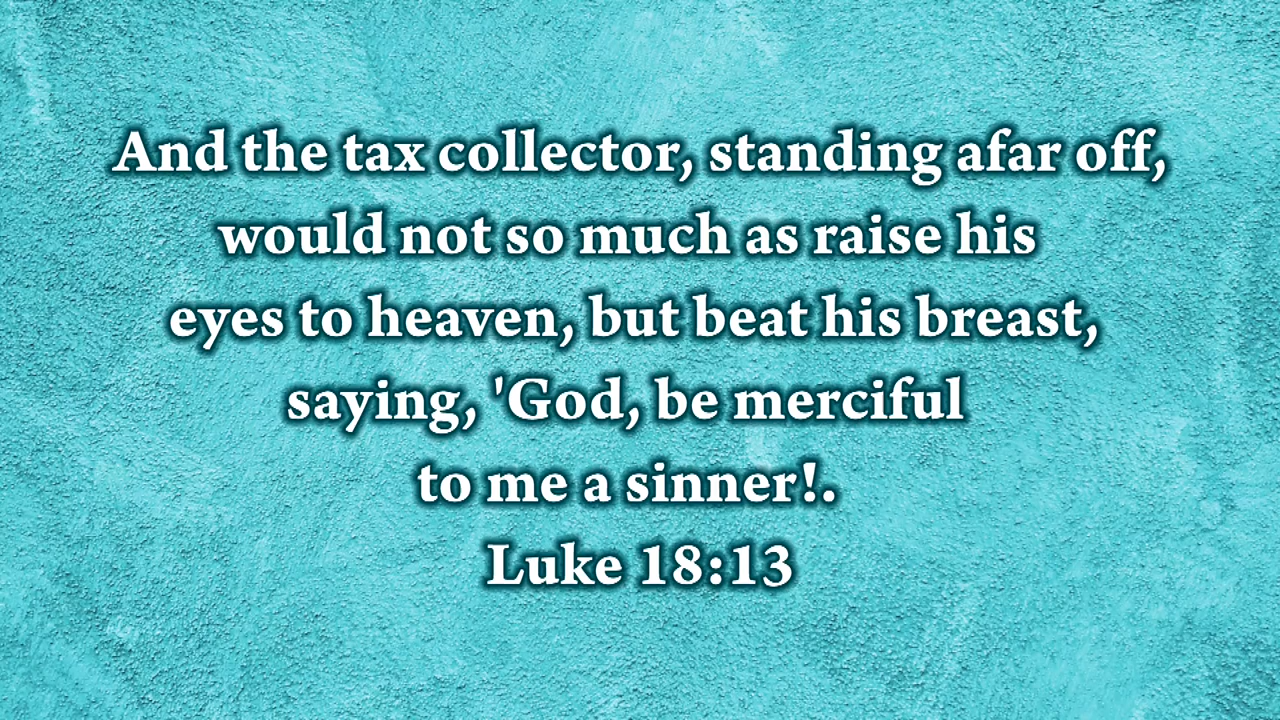 And the tax collector, standing afar off,
would not so much as raise his
eyes to heaven, but beat his breast,
saying, 'God, be merciful
to me a sinner!.
Luke 18:13